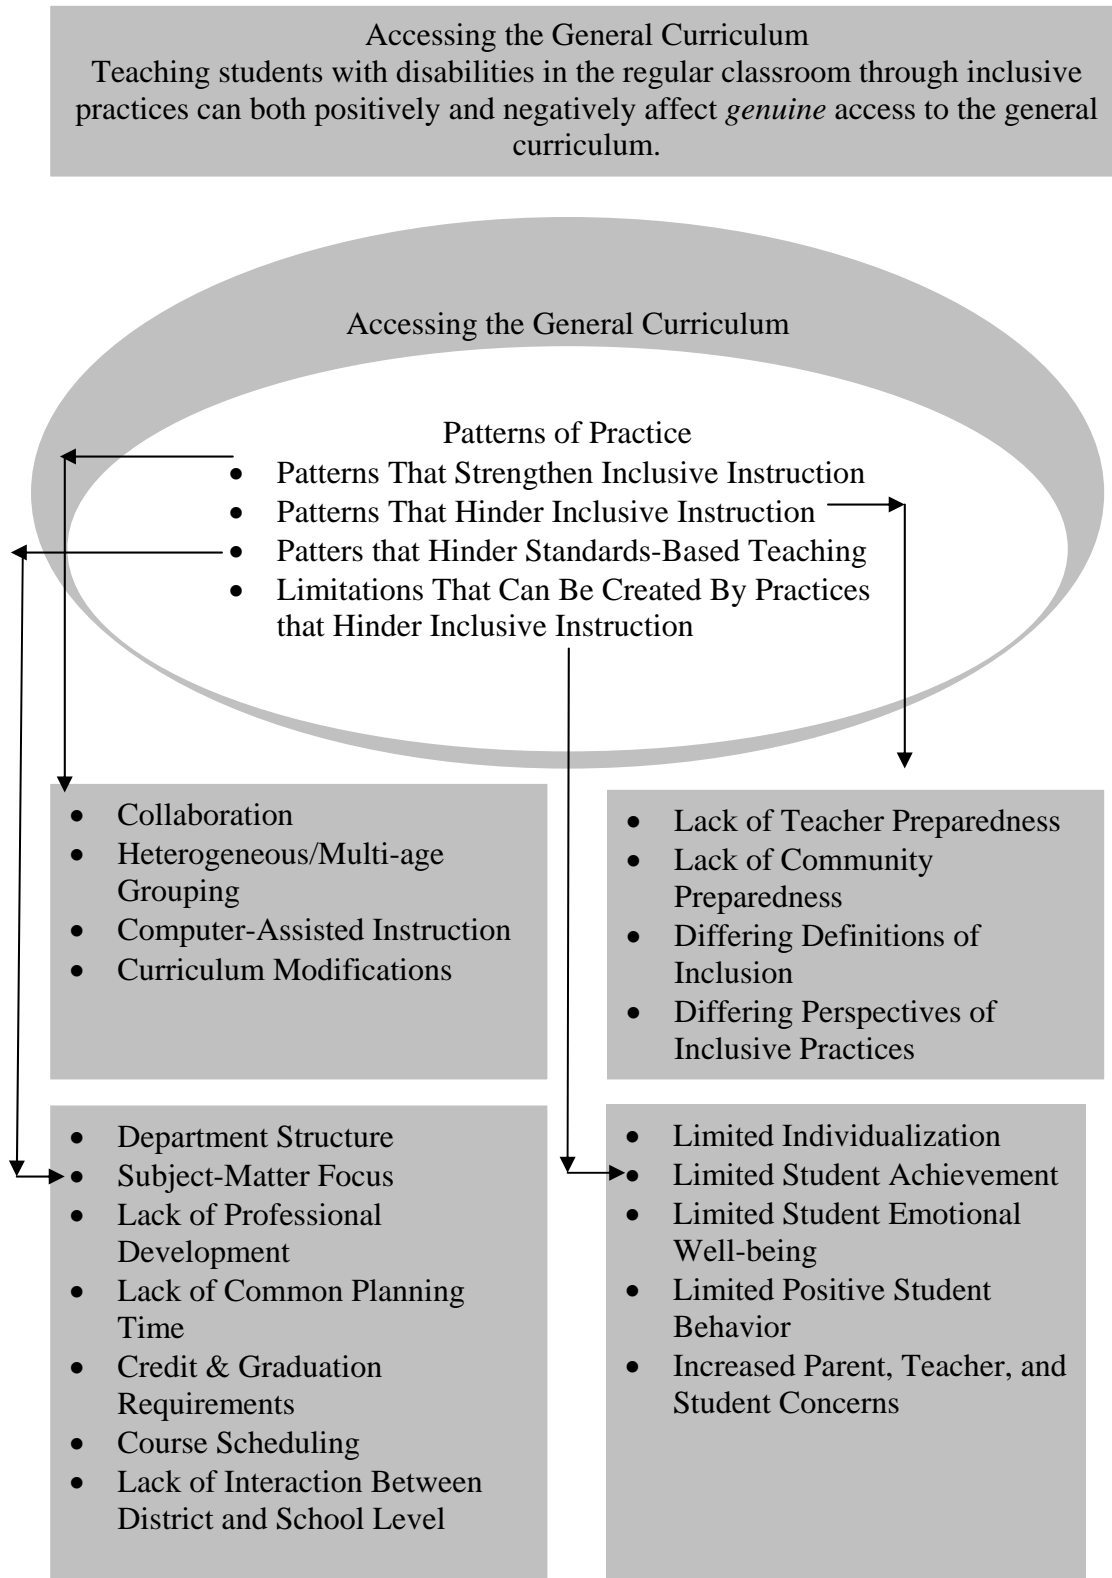 Accessing the General Curriculum
Teaching students with disabilities in the regular classroom through inclusive
practices can both positively and negatively affect genuine access to the general
curriculum.
Accessing the General Curriculum
Patterns of Practice
• Patterns That Strengthen Inclusive Instruction
• Patterns That Hinder Inclusive Instruction
• Patters that Hinder Standards-Based Teaching
• Limitations That Can Be Created By Practices
that Hinder Inclusive Instruction
• Collaboration
• Heterogeneous/Multi-age
Grouping
• Computer-Assisted Instruction
• Curriculum Modifications
• Lack of Teacher Preparedness
• Lack of Community
Preparedness
• Differing Definitions of
Inclusion
• Differing Perspectives of
Inclusive Practices
• Department Structure
• Subject-Matter Focus
• Lack of Professional
Development
• Lack of Common Planning
Time
• Credit & Graduation
Requirements
• Course Scheduling
• Lack of Interaction Between
District and School Level
• Limited Individualization
• Limited Student Achievement
• Limited Student Emotional
Well-being
• Limited Positive Student
Behavior
• Increased Parent, Teacher, and
Student Concerns